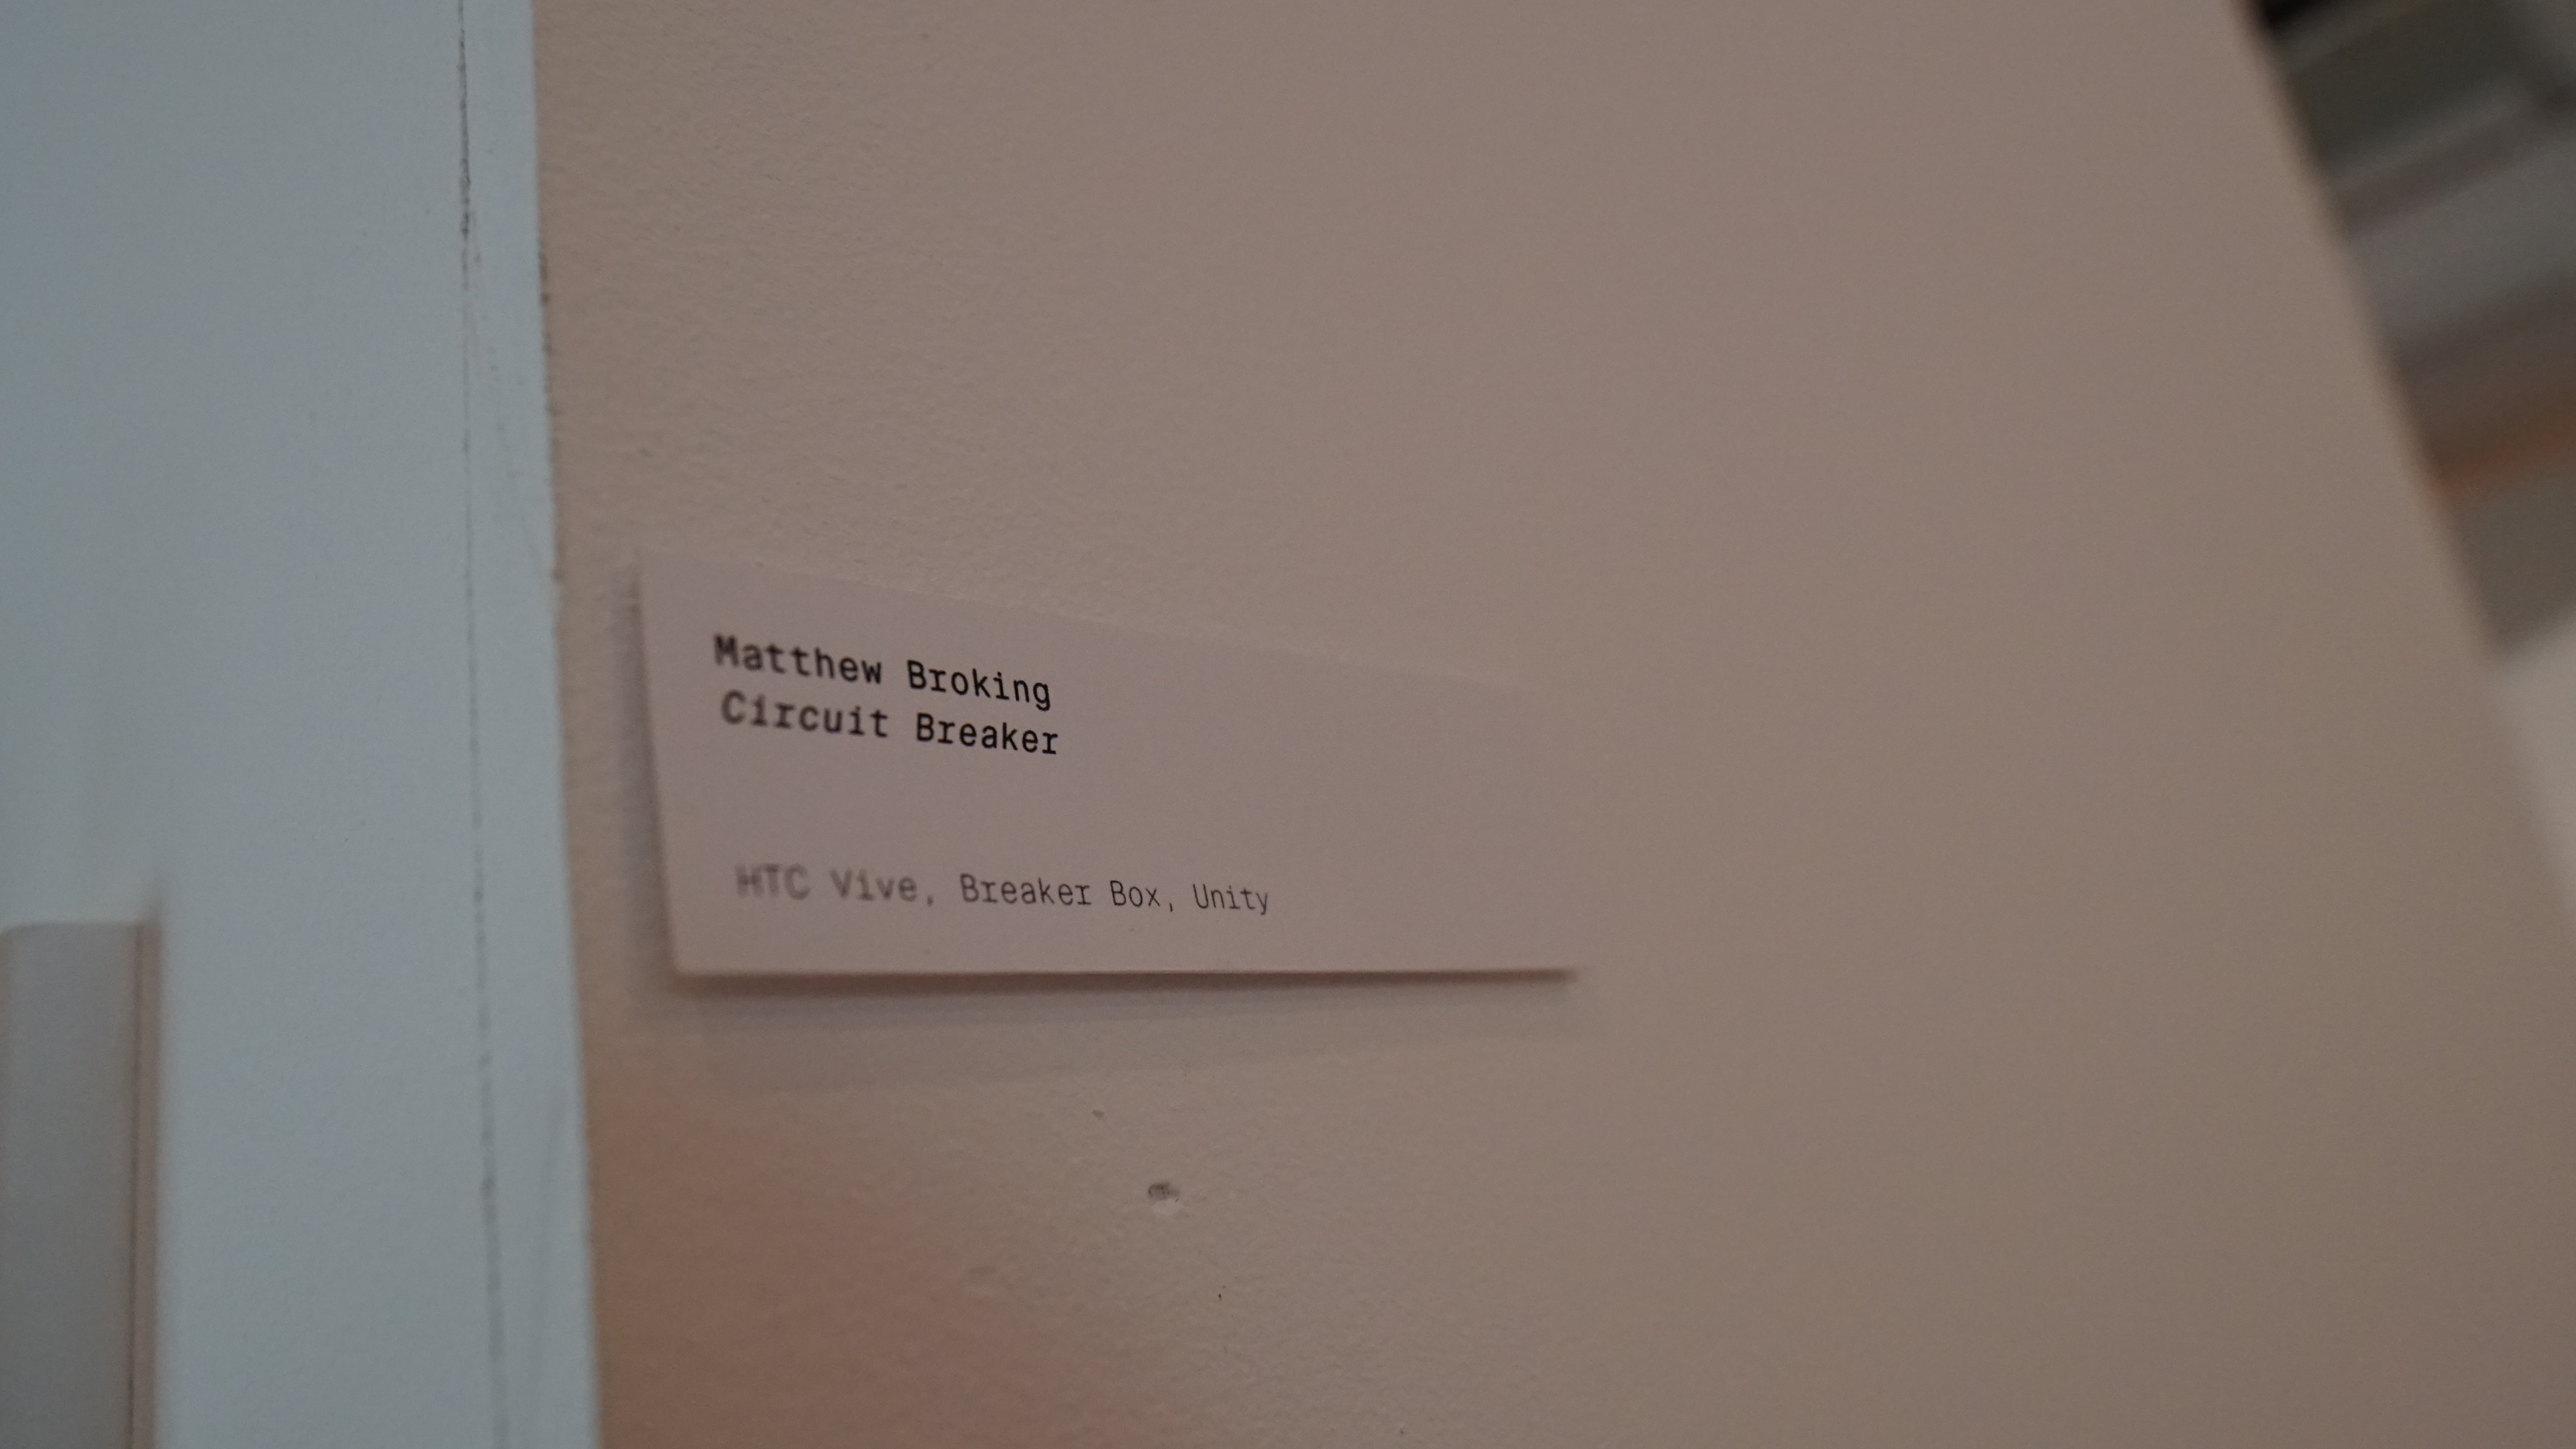 Matthew Broking
Circuit Breaker
HTC Vive, Breaker Box, Unity